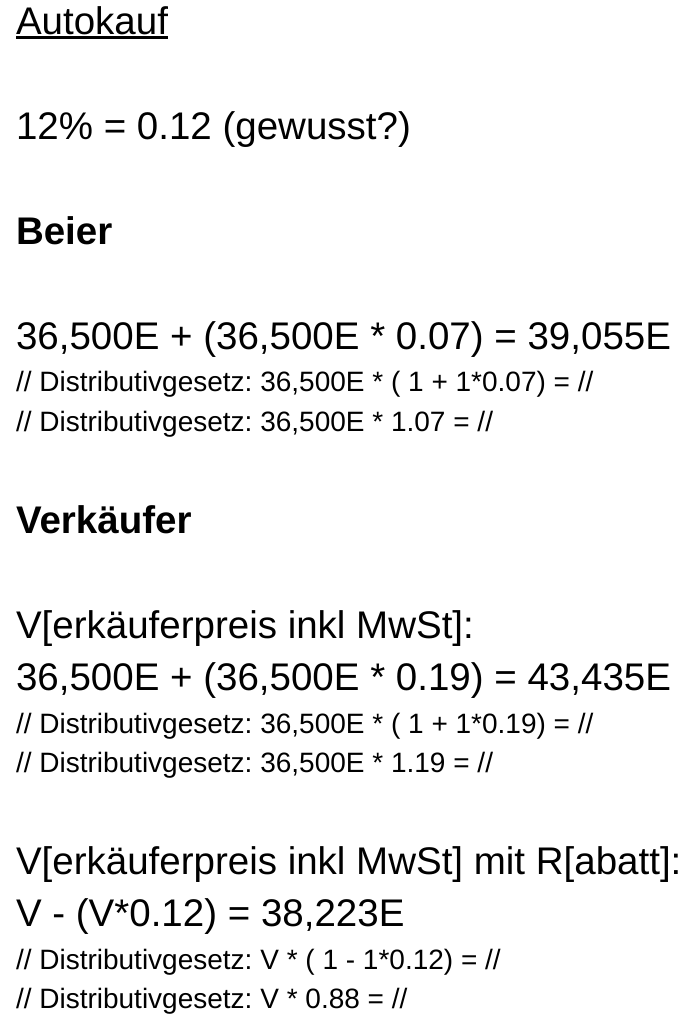 Autokauf
12% = 0.12 (gewusst?)
Beier
36,500E + (36,500E * 0.07) = 39,055E
// Distributivgesetz: 36,500E * ( 1 + 1*0.07) = //
// Distributivgesetz: 36,500E * 1.07 = //
Verkäufer
V[erkäuferpreis inkl MwSt]:
36,500E + (36,500E * 0.19) = 43,435E
// Distributivgesetz: 36,500E * ( 1 + 1*0.19) = //
// Distributivgesetz: 36,500E * 1.19 = //
V[erkäuferpreis inkl MwSt] mit R[abatt]:
V - (V*0.12) = 38,223E
// Distributivgesetz: V * ( 1 - 1*0.12) = //
// Distributivgesetz: V * 0.88 = //